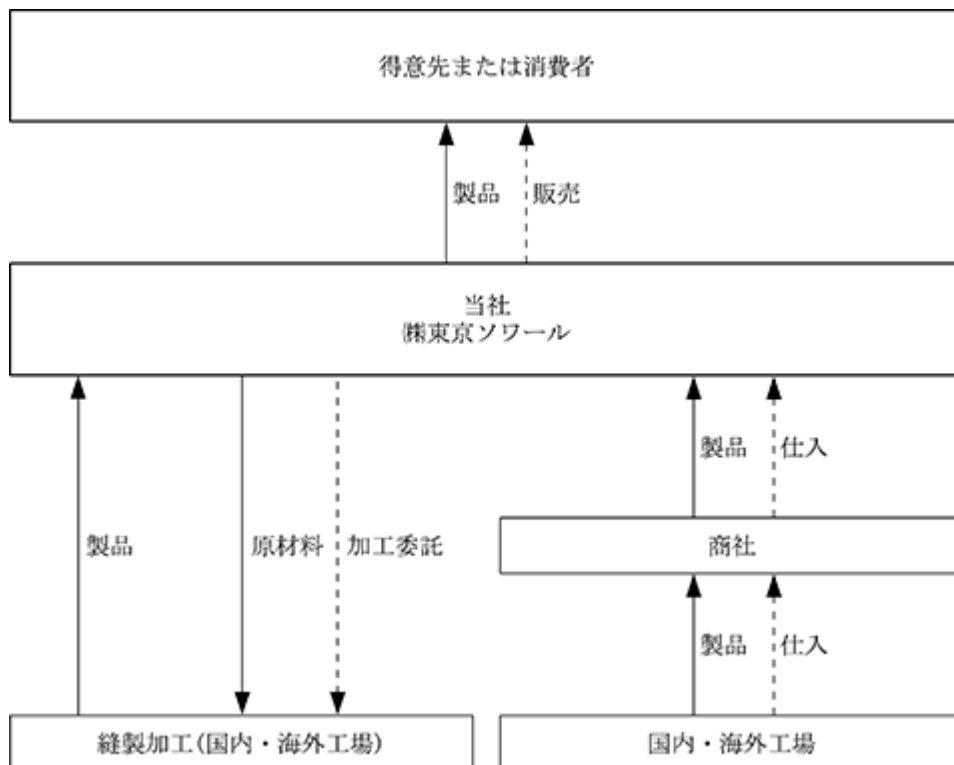 得意先または消費者
製品
販売
当社
㈱東京ソワール
製品
仕入
製品
原材料
加工委託
商社
製品
仕入
縫製加工(国内・海外工場)
国内・海外工場